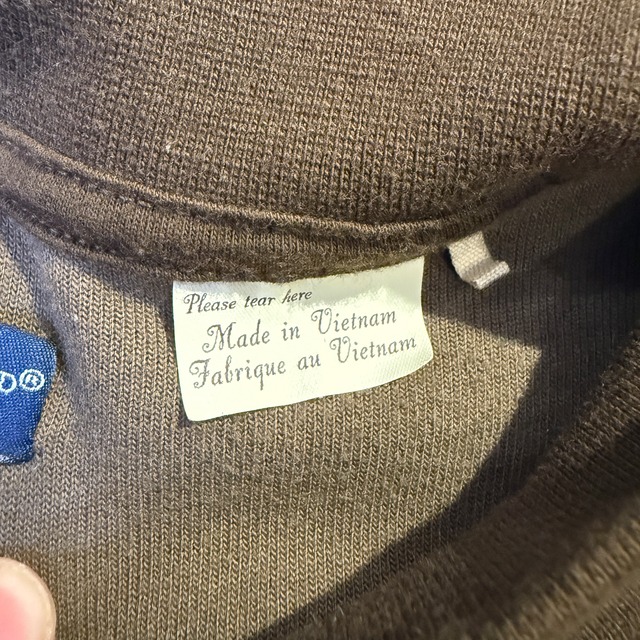 Please tear here
Made in Vietnam
Fabrique au Vietnam
D®